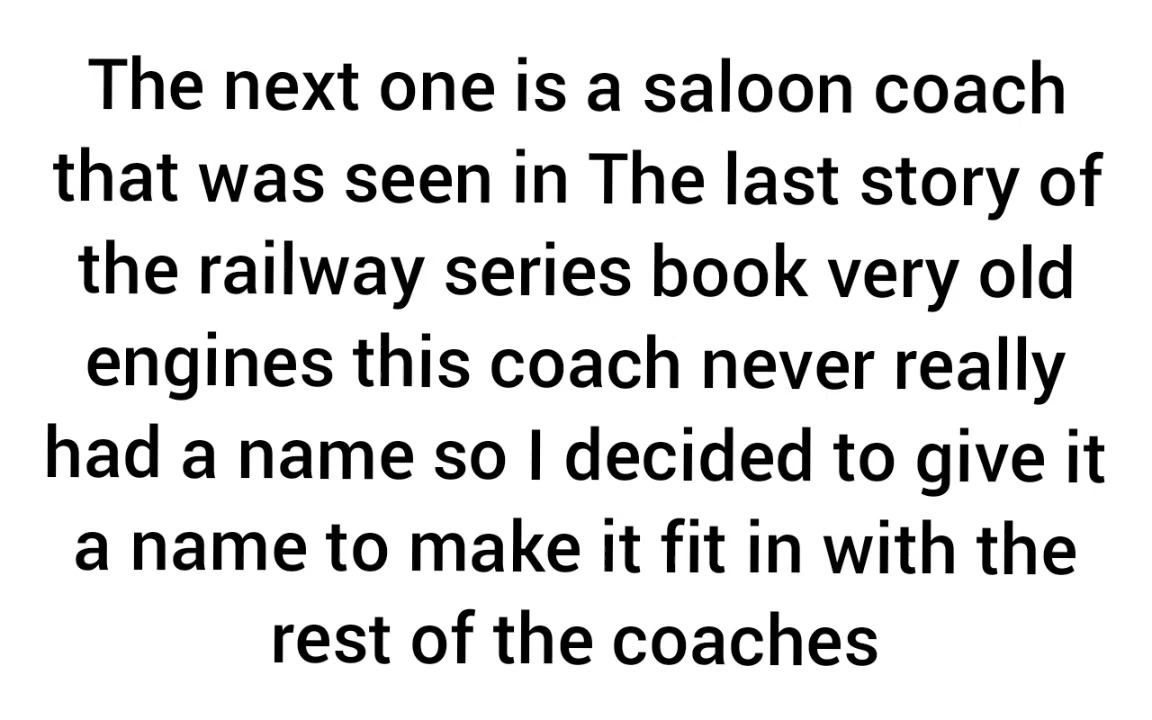 The next one is a saloon coach
that was seen in The last story of
the railway series book very old
engines this coach never really
had a name so I decided to give it
a name to make it fit in with the
rest of the coaches